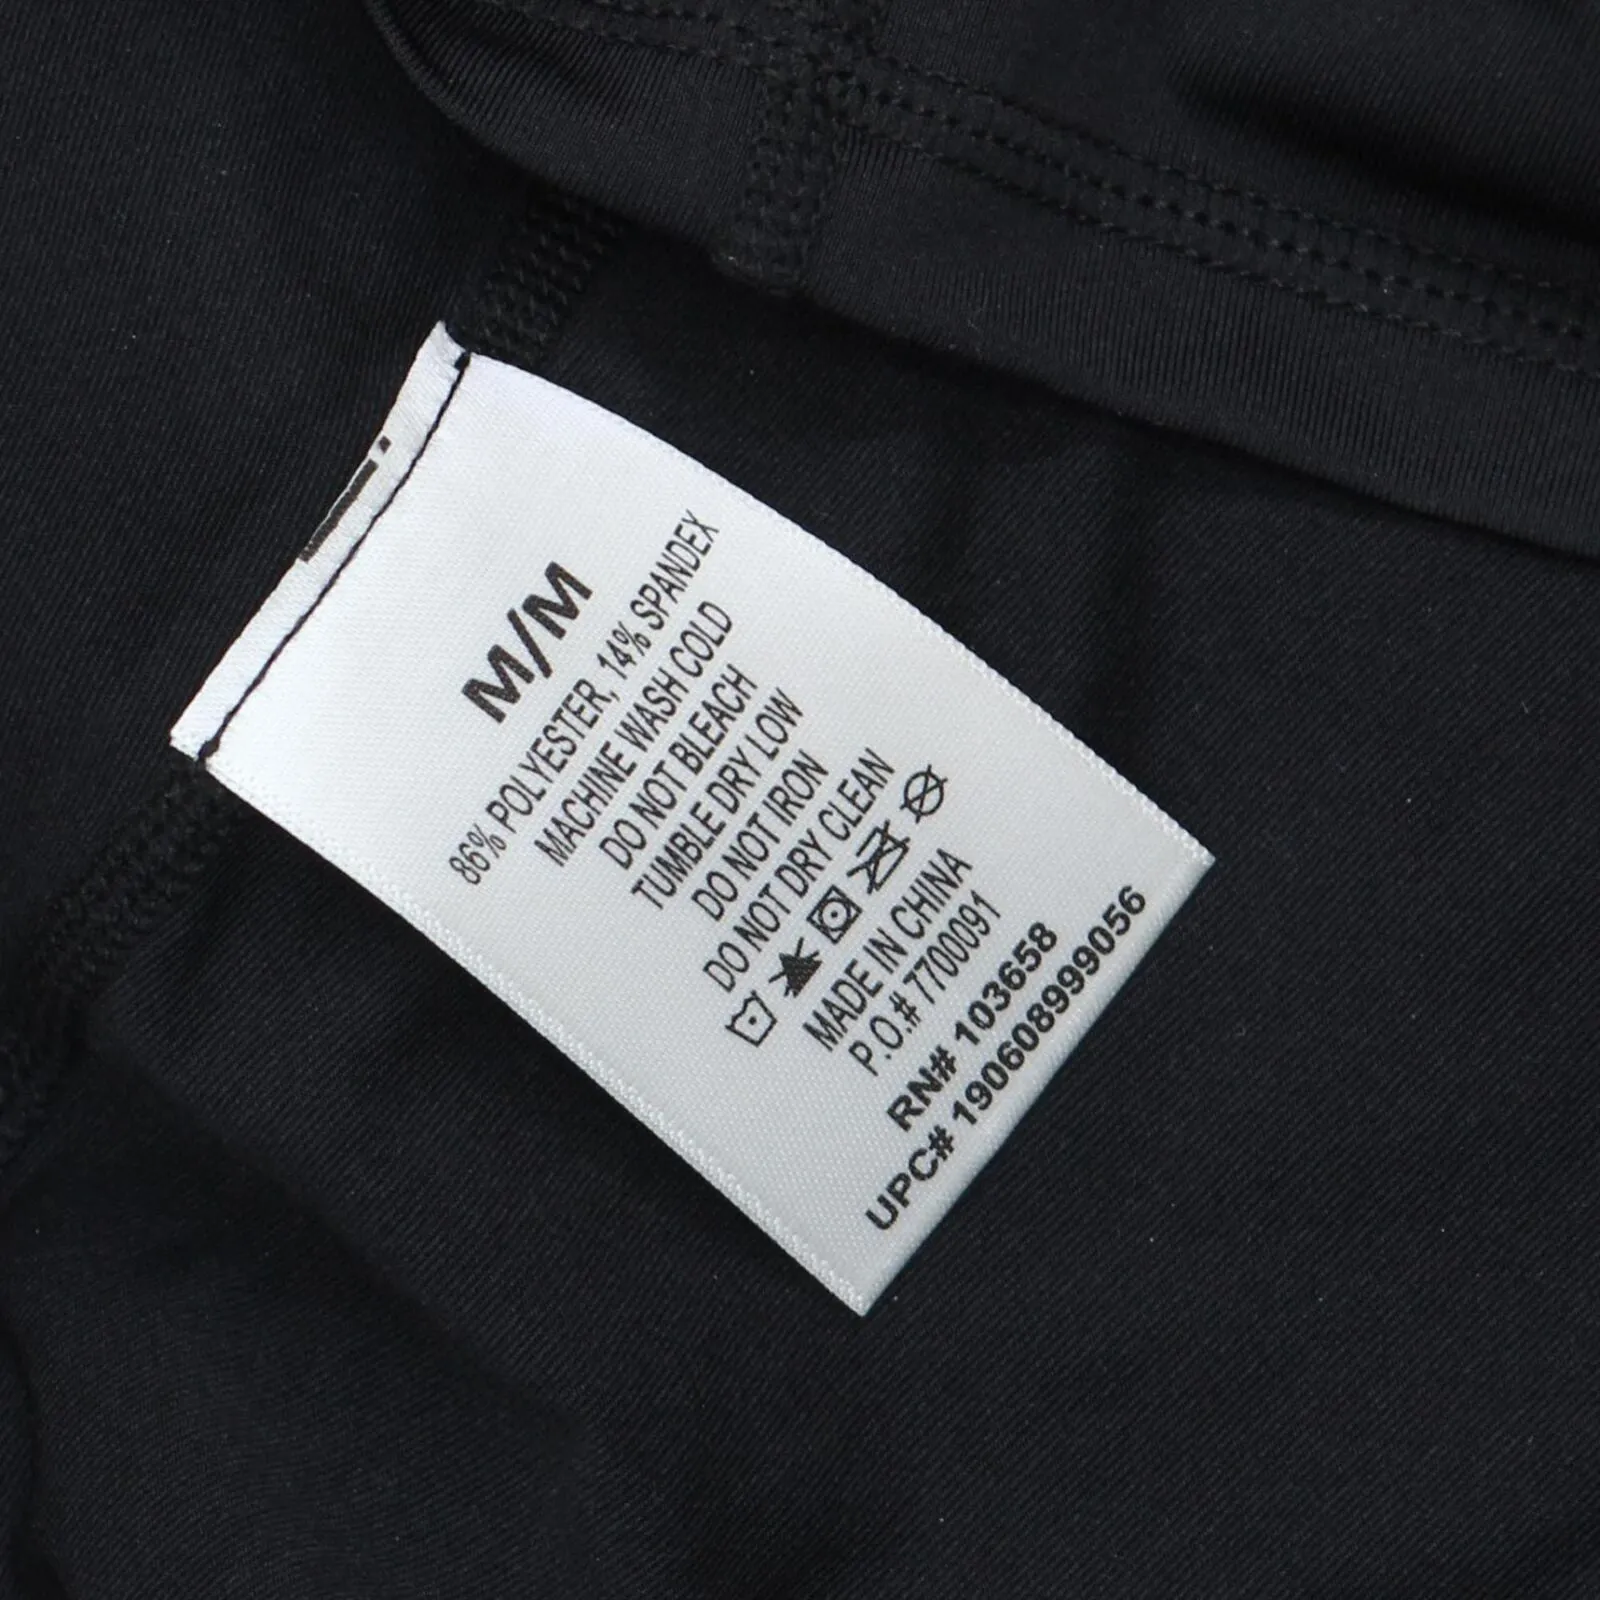 M/M
86% POLYESTER, 14% SPANDEX
MACHINE WASH COLD
DO NOT BLEACH
TUMBLE DRY LOW
DO NOT IRON
DO NOT DRY CLEAN
MADE IN CHINA
P.O.# 7700091
RN# 103658
UPC# 190608999056